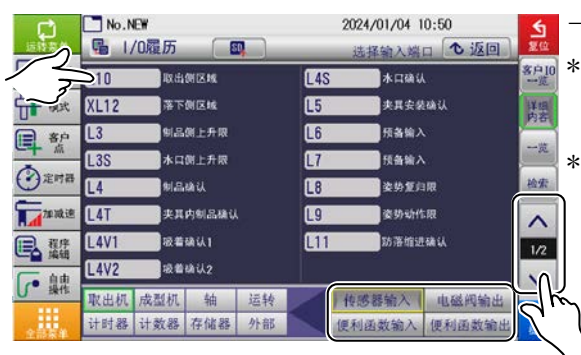 No.NEW 2024/01/04 10:50
运转菜单 I/O履历 SQ 选择输入端口 返回 复位
L10 取出侧区域 L4S 水口确认 客户IO一览
模式 XL12 落下侧区域 L5 夹具安装确认 详细内容
客户点 L3 制品侧上升限 L6 预备输入
L3S 水口侧上升限 L7 预备输入 一览
定时器 L4 制品确认 L8 姿势复归限 检索
加减速 L4T 夹具内制品确认 L9 姿势动作限
程序编辑 L4V1 吸着确认1 L11 防落缩进确认 1/2
L4V2 吸着确认2
自由操作 取出机 成型机 轴 运转 传感器输入 电磁阀输出
全部菜单 计时器 计数器 存储器 外部 便利函数输入 便利函数输出
*
*